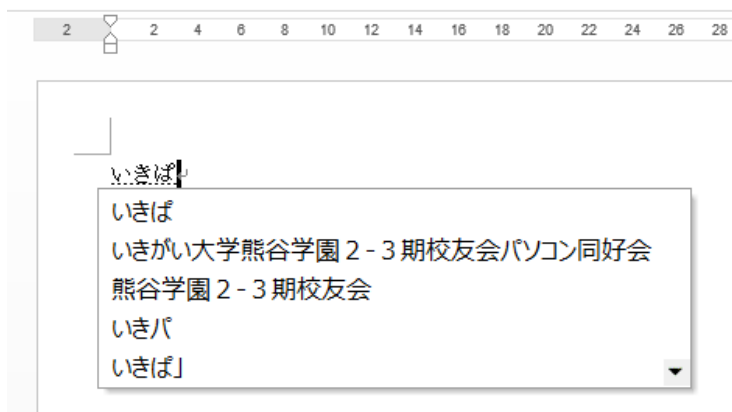 2 2 4 6 8 10 12 14 16 18 20 22 24 26 28
いきぱ
いきぱ
いきがい大学熊谷学園２-３期校友会パソコン同好会
熊谷学園２-３期校友会
いきパ
いきぱ」